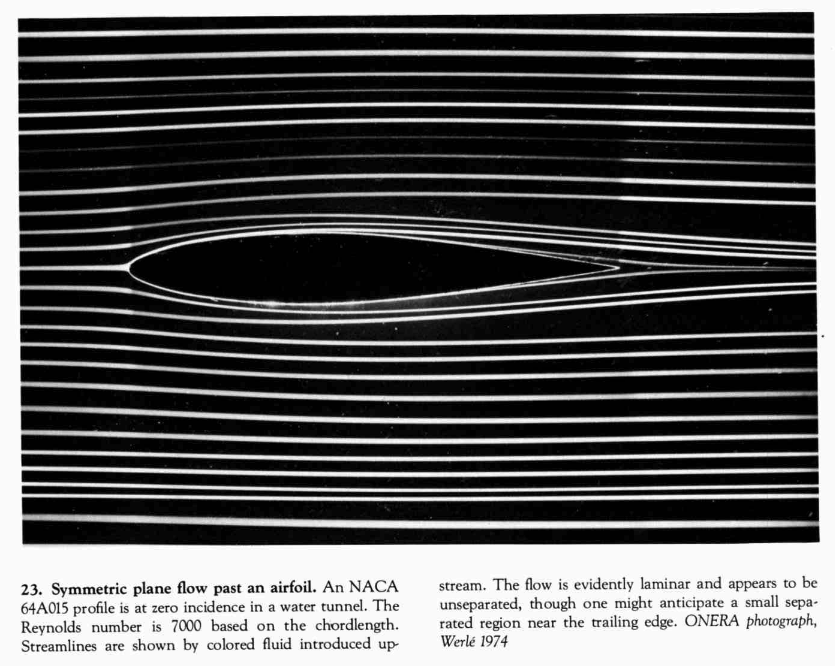 23. Symmetric plane flow past an airfoil. An NACA
64A015 profile is at zero incidence in a water tunnel. The
Reynolds number is 7000 based on the chordlength.
Streamlines are shown by colored fluid introduced up-
stream. The flow is evidently laminar and appears to be
unseparated, though one might anticipate a small sepa-
rated region near the trailing edge. ONERA photograph,
Werlé 1974